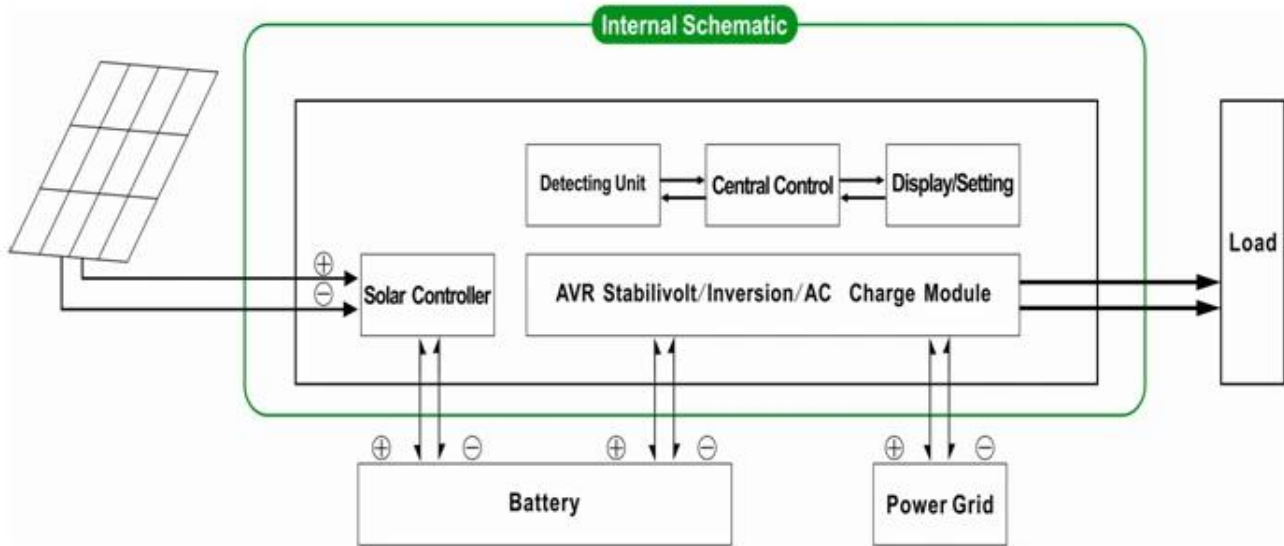 Internal Schematic
Detecting Unit
Central Control
Display/Setting
Load
+
−
Solar Controller
AVR Stabilivolt/Inversion/AC Charge Module
+ − + − + −
Battery
Power Grid